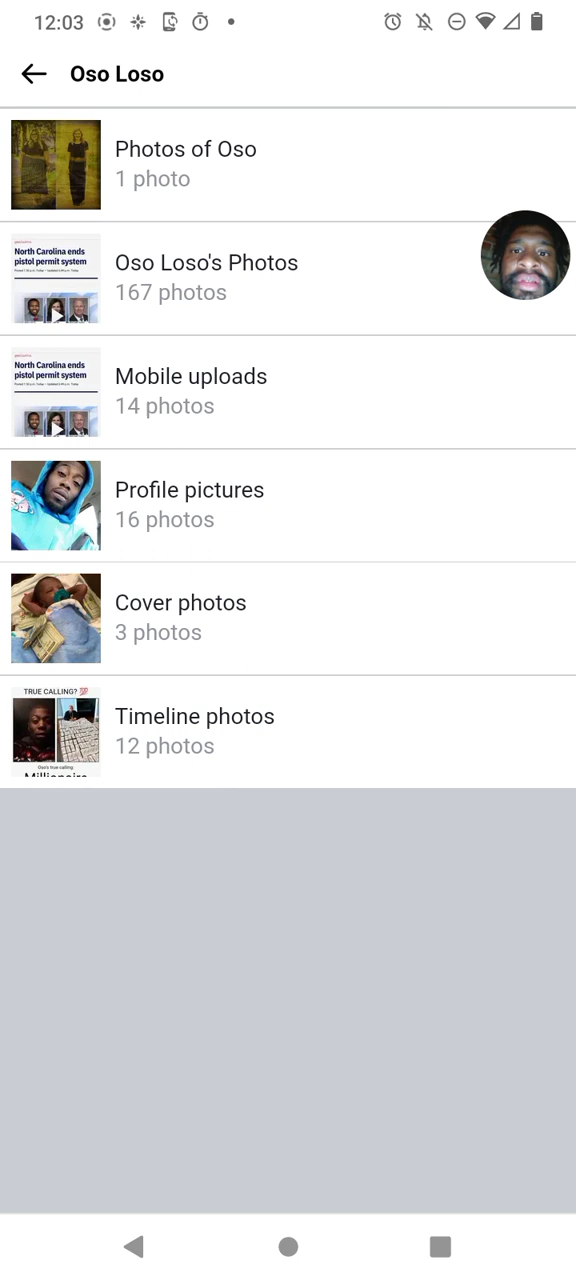 12:03
Oso Loso
Photos of Oso
1 photo
North Carolina ends
pistol permit system
Oso Loso's Photos
167 photos
North Carolina ends
pistol permit system
Mobile uploads
14 photos
Profile pictures
16 photos
Cover photos
3 photos
TRUE CALLING? 💯
Oso's true calling:
Millionaire
Timeline photos
12 photos